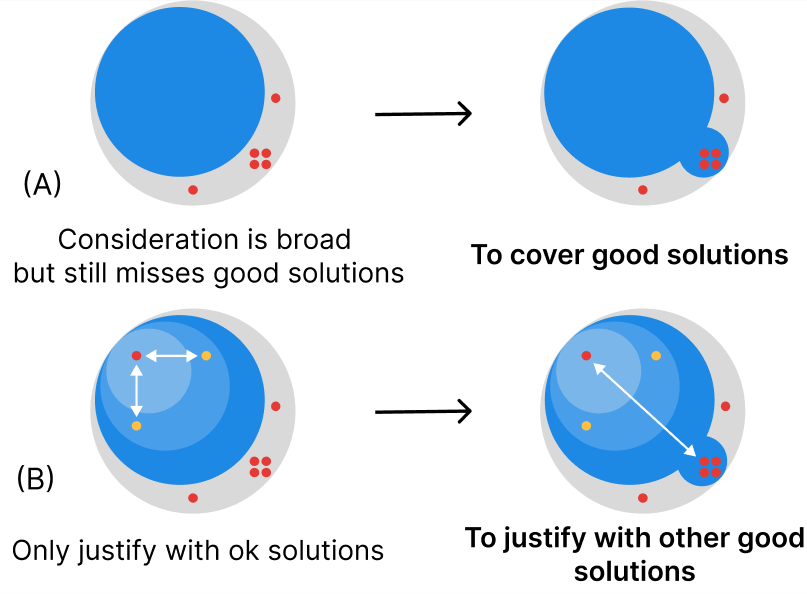 (A)
Consideration is broad
but still misses good solutions
To cover good solutions
(B)
Only justify with ok solutions
To justify with other good
solutions